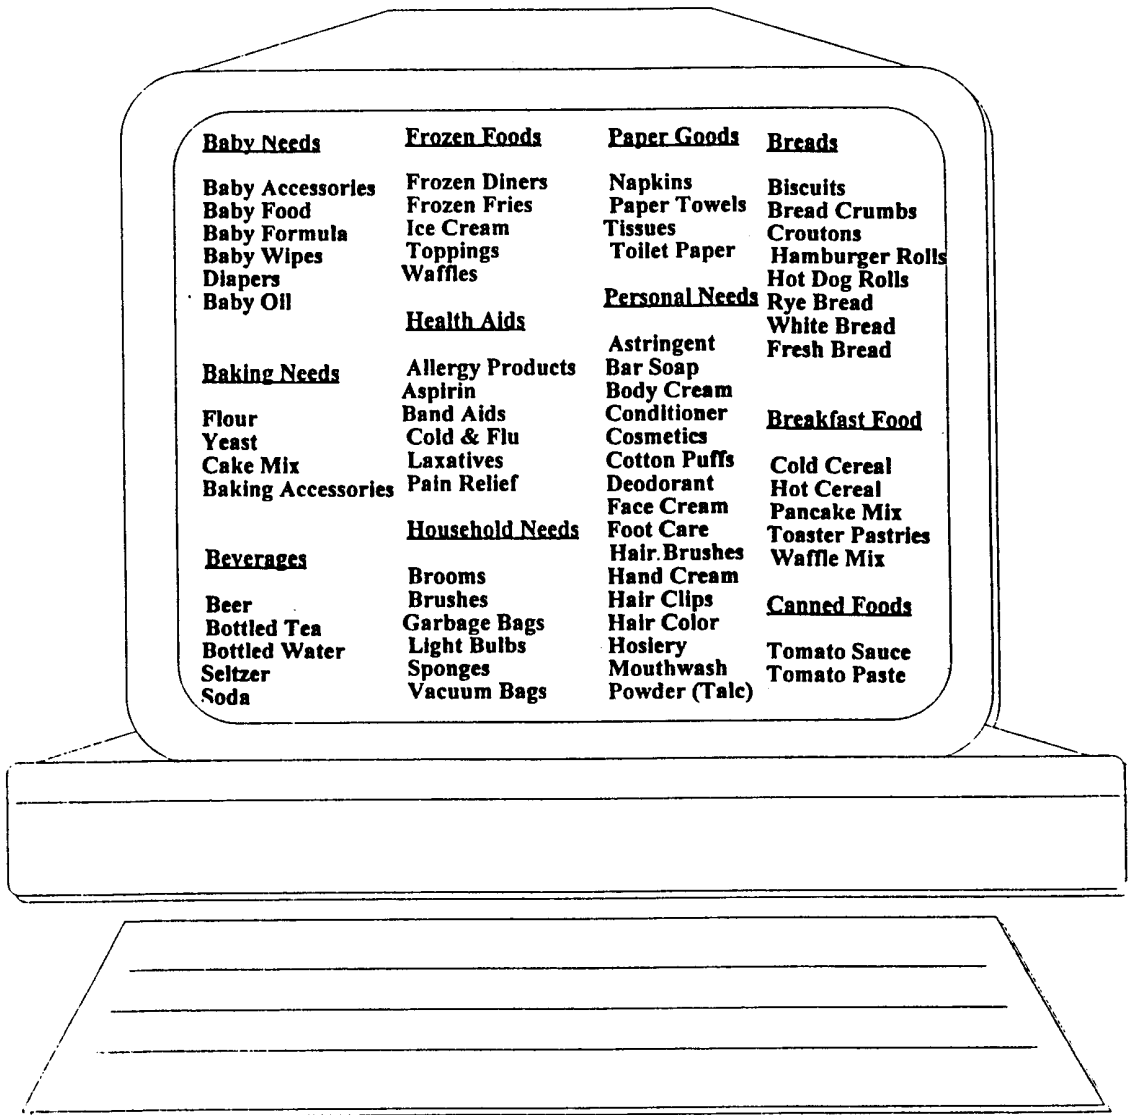 Baby Needs
Baby Accessories
Baby Food
Baby Formula
Baby Wipes
Diapers
Baby Oil
Baking Needs
Flour
Yeast
Cake Mix
Baking Accessories
Beverages
Beer
Bottled Tea
Bottled Water
Seltzer
Soda
Frozen Foods
Frozen Diners
Frozen Fries
Ice Cream
Toppings
Waffles
Health Aids
Allergy Products
Aspirin
Band Aids
Cold & Flu
Laxatives
Pain Relief
Household Needs
Brooms
Brushes
Garbage Bags
Light Bulbs
Sponges
Vacuum Bags
Paper Goods
Napkins
Paper Towels
Tissues
Toilet Paper
Personal Needs
Astringent
Bar Soap
Body Cream
Conditioner
Cosmetics
Cotton Puffs
Deodorant
Face Cream
Foot Care
Hair Brushes
Hand Cream
Hair Clips
Hair Color
Hosiery
Mouthwash
Powder (Talc)
Breads
Biscuits
Bread Crumbs
Croutons
Hamburger Rolls
Hot Dog Rolls
Rye Bread
White Bread
Fresh Bread
Breakfast Food
Cold Cereal
Hot Cereal
Pancake Mix
Toaster Pastries
Waffle Mix
Canned Foods
Tomato Sauce
Tomato Paste